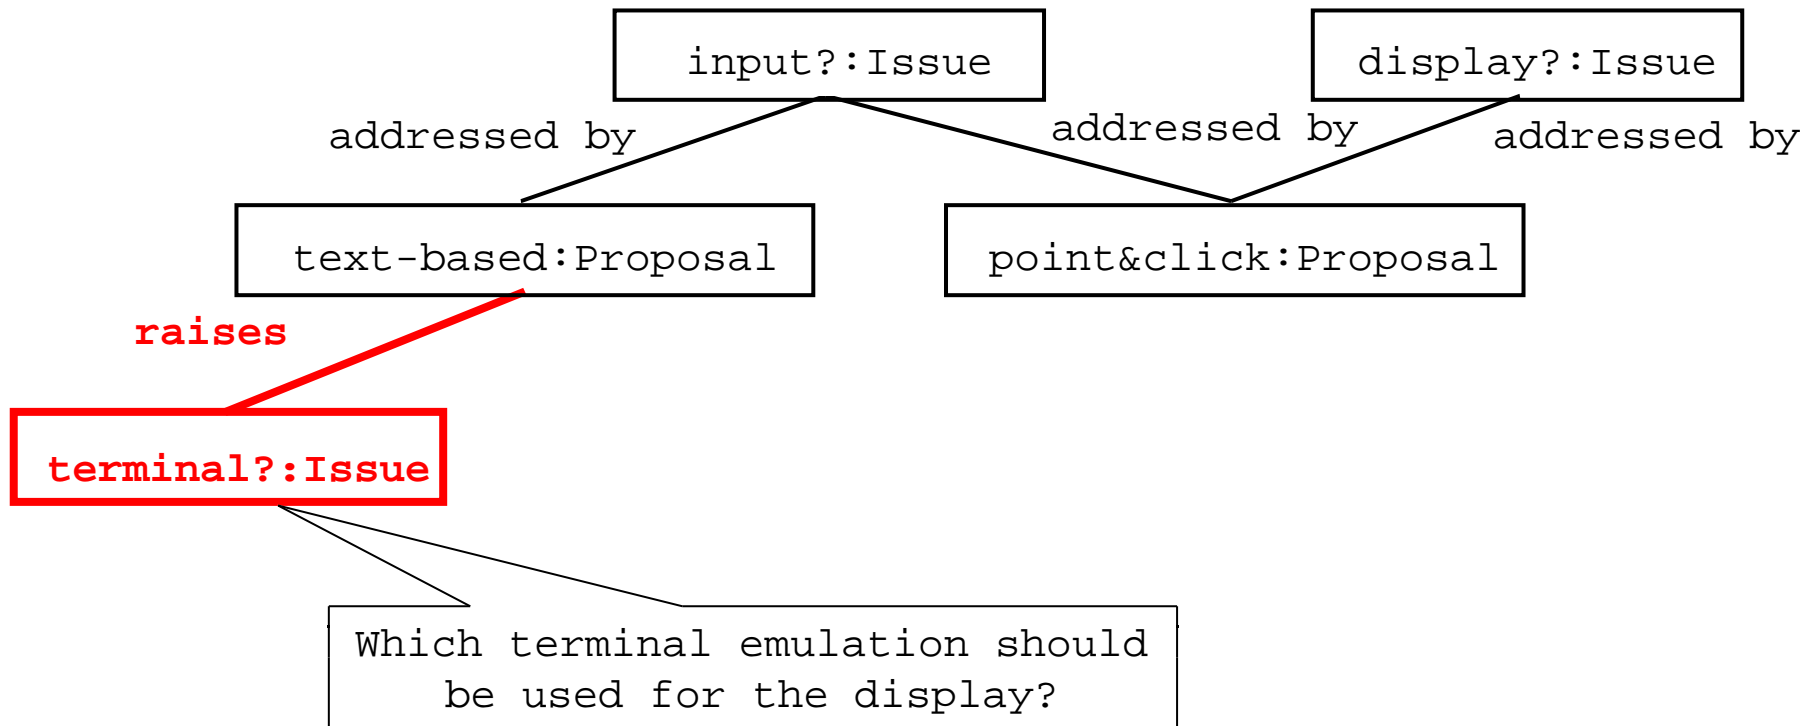 input?:Issue
display?:Issue
addressed by
addressed by
addressed by
text-based:Proposal
point&click:Proposal
raises
terminal?:Issue
Which terminal emulation should
be used for the display?